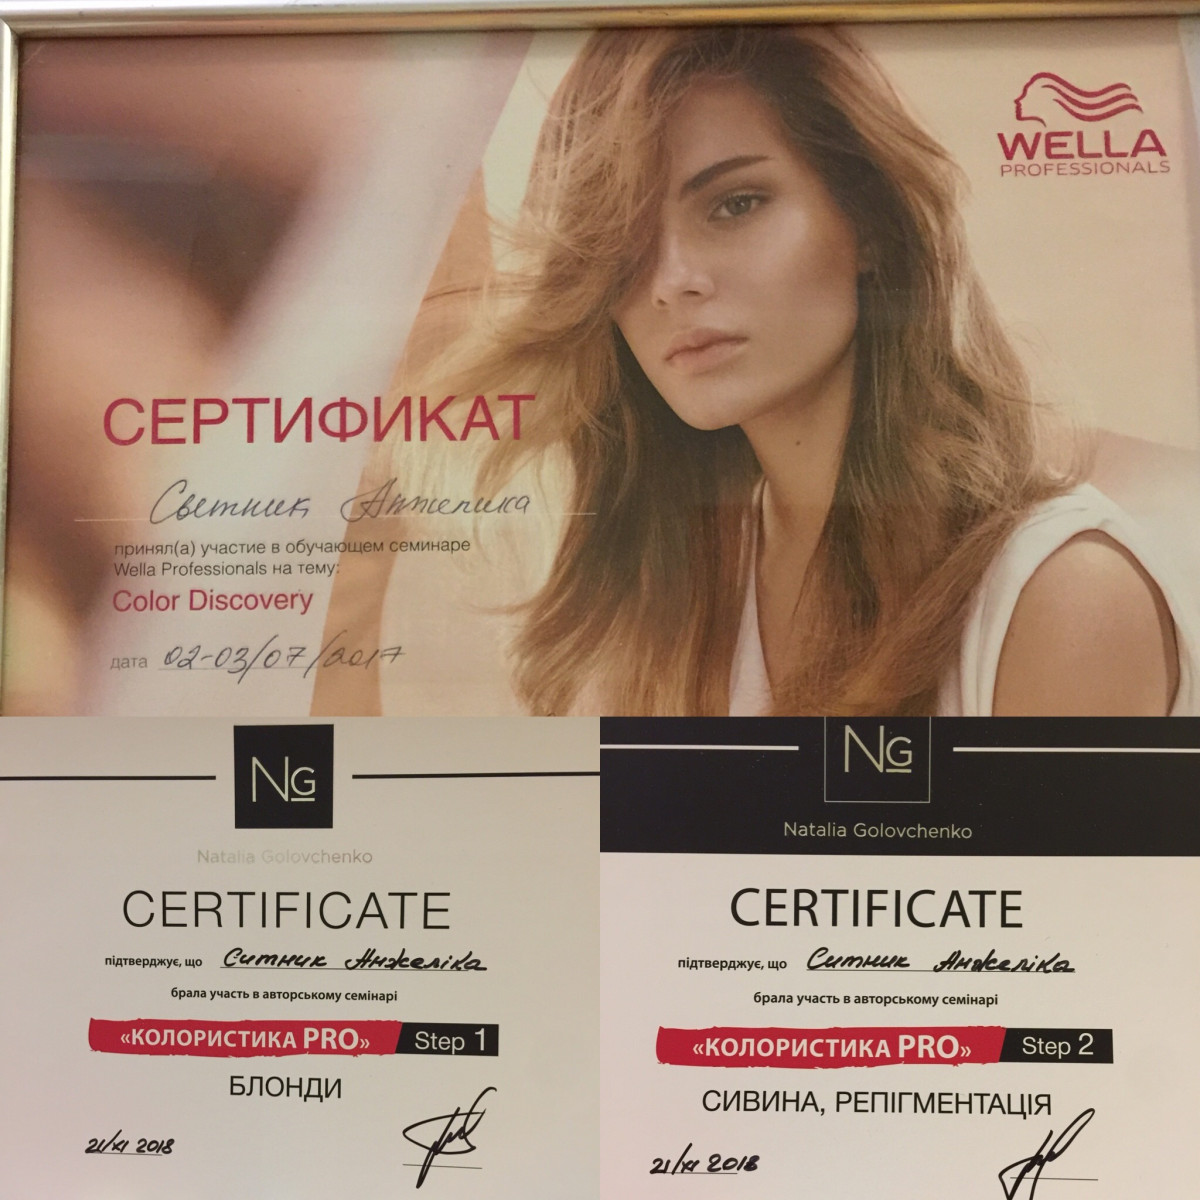 WELLA
PROFESSIONALS
СЕРТИФИКАТ
Светник Анжелика
принял(а) участие в обучающем семинаре
Wella Professionals на тему:
Color Discovery
дата 02-03/07/2017
NG
Natalia Golovchenko
CERTIFICATE
підтверджує, що Ситник Анжеліка
брала участь в авторському семінарі
«КОЛОРИСТИКА PRO» Step 1
БЛОНДИ
21/XI 2018
NG
Natalia Golovchenko
CERTIFICATE
підтверджує, що Ситник Анжеліка
брала участь в авторському семінарі
«КОЛОРИСТИКА PRO» Step 2
СИВИНА, РЕПІГМЕНТАЦІЯ
21/XI 2018